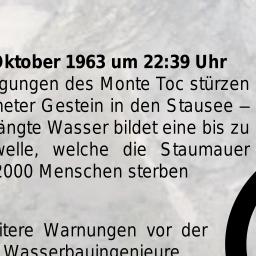 Oktober 1963 um 22:39 Uhr
gungen des Monte Toc stürzen
neter Gestein in den Stausee –
ängte Wasser bildet eine bis zu
welle, welche die Staumauer
2000 Menschen sterben
itere Warnungen vor der
Wasserbauingenieure